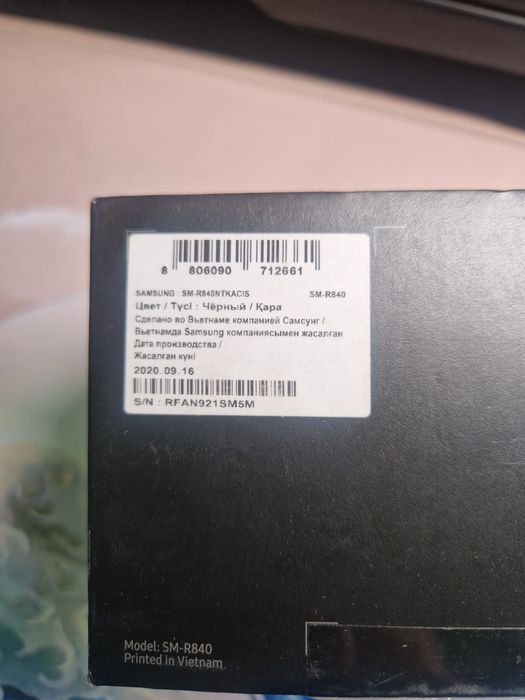 8 806090 712661
SAMSUNG : SM-R840NTKACIS SM-R840
Цвет / Түсі : Чёрный / Қара
Сделано во Вьетнаме компанией Самсунг /
Вьетнамда Samsung компаниясымен жасалған
Дата производства /
Жасалған күні
2020.09.16
S/N : RFAN921SM5M
Model: SM-R840
Printed in Vietnam